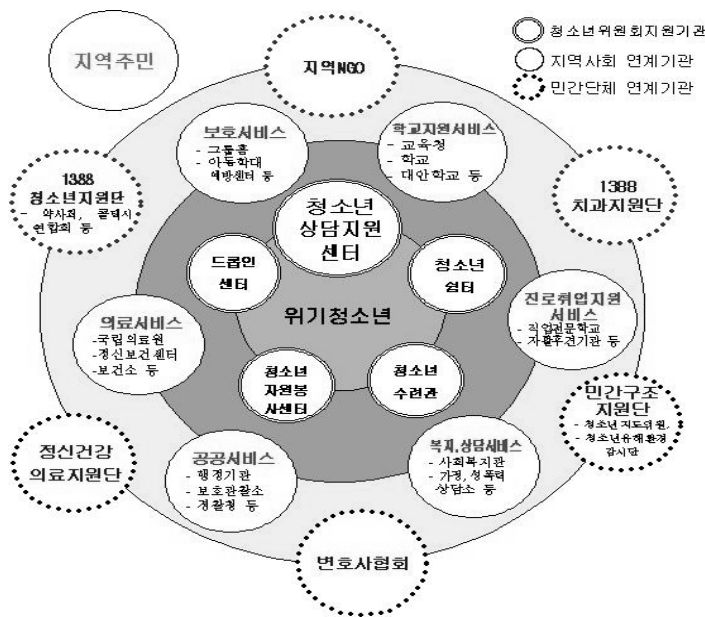 청소년위원회지원기관
지역사회 연계기관
민간단체 연계기관
지역주민
지역NGO
보호서비스
- 그룹홈
- 아동학대
예방센터 등
학교지원서비스
- 교육청
- 학교
- 대안학교 등
1388
청소년지원단
- 약사회, 콜택시
연합회 등
1388
치과지원단
청소년
상담지원
센터
드롭인
센터
청소년
쉼터
위기청소년
의료서비스
-국립의료원
-정신보건센터
-보건소 등
진로취업지원
서비스
- 직업전문학교
- 자활후견기관 등
청소년
자원봉
사센터
청소년
수련관
민간구조
지원단
- 청소년지도위원,
- 청소년유해환경
감시단
정신건강
의료지원단
공공서비스
- 행정기관
- 보호관찰소
- 경찰청 등
복지,상담서비스
- 사회복지관
- 가정,성폭력
상담소 등
변호사협회